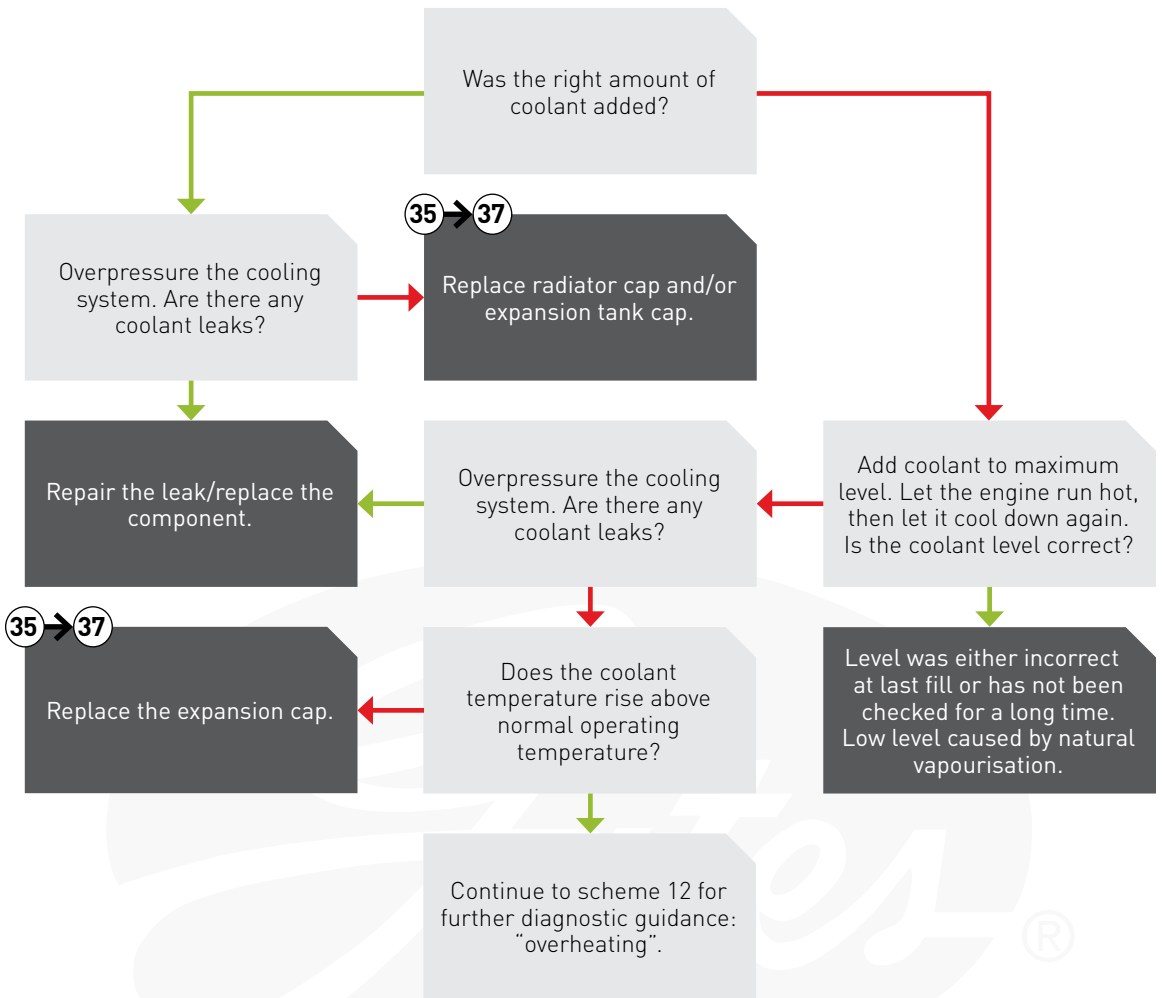 Was the right amount of
coolant added?
35 37
Overpressure the cooling
system. Are there any
coolant leaks?
Replace radiator cap and/or
expansion tank cap.
Repair the leak/replace the
component.
Overpressure the cooling
system. Are there any
coolant leaks?
Add coolant to maximum
level. Let the engine run hot,
then let it cool down again.
Is the coolant level correct?
35 37
Replace the expansion cap.
Does the coolant
temperature rise above
normal operating
temperature?
Level was either incorrect
at last fill or has not been
checked for a long time.
Low level caused by natural
vapourisation.
Continue to scheme 12 for
further diagnostic guidance:
“overheating”.
Gates
®